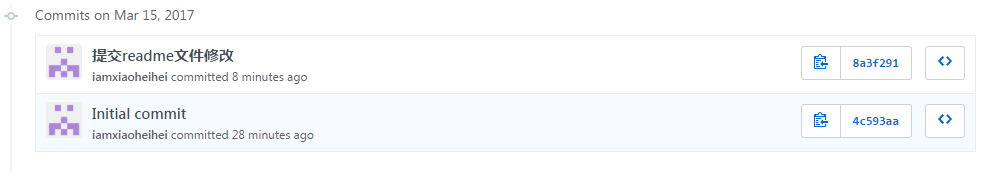 Commits on Mar 15, 2017
提交readme文件修改
iamxiaoheihei committed 8 minutes ago
8a3f291
Initial commit
iamxiaoheihei committed 28 minutes ago
4c593aa